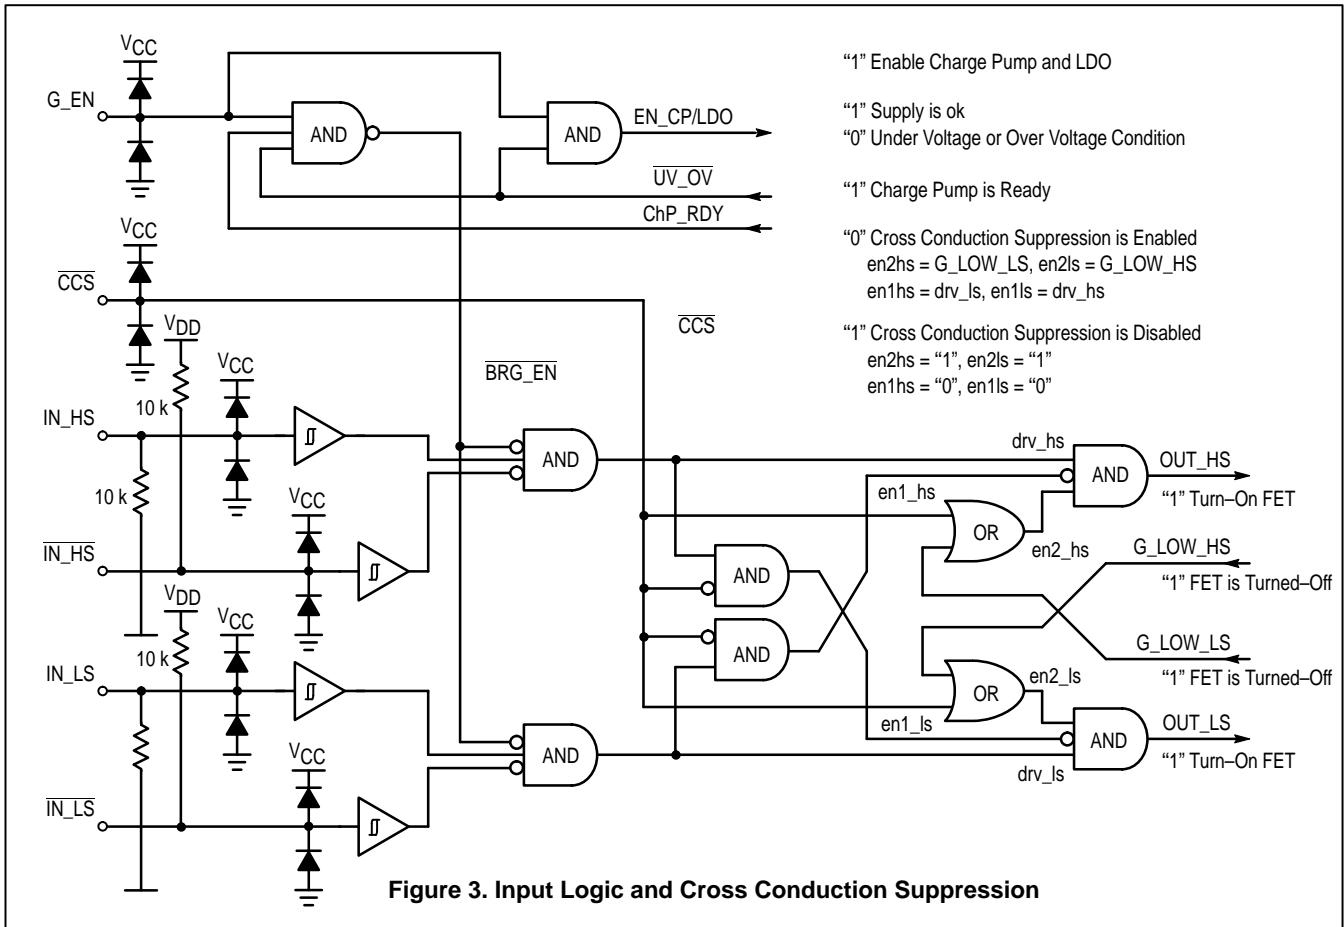 VCC
G_EN
AND
AND
EN_CP/LDO
UV_OV
ChP_RDY
"1" Enable Charge Pump and LDO
"1" Supply is ok
"0" Under Voltage or Over Voltage Condition
"1" Charge Pump is Ready
"0" Cross Conduction Suppression is Enabled
en2hs = G_LOW_LS, en2ls = G_LOW_HS
en1hs = drv_ls, en1ls = drv_hs
"1" Cross Conduction Suppression is Disabled
en2hs = "1", en2ls = "1"
en1hs = "0", en1ls = "0"
VCC
CCS
CCS
VDD
VCC
10 k
BRG_EN
IN_HS
10 k
AND
VCC
IN_HS
drv_hs
AND
OUT_HS
"1" Turn–On FET
en1_hs
OR
en2_hs
AND
AND
G_LOW_HS
"1" FET is Turned–Off
G_LOW_LS
"1" FET is Turned–Off
VDD
VCC
10 k
IN_LS
AND
VCC
IN_LS
OR
en2_ls
en1_ls
AND
OUT_LS
"1" Turn–On FET
drv_ls
Figure 3. Input Logic and Cross Conduction Suppression